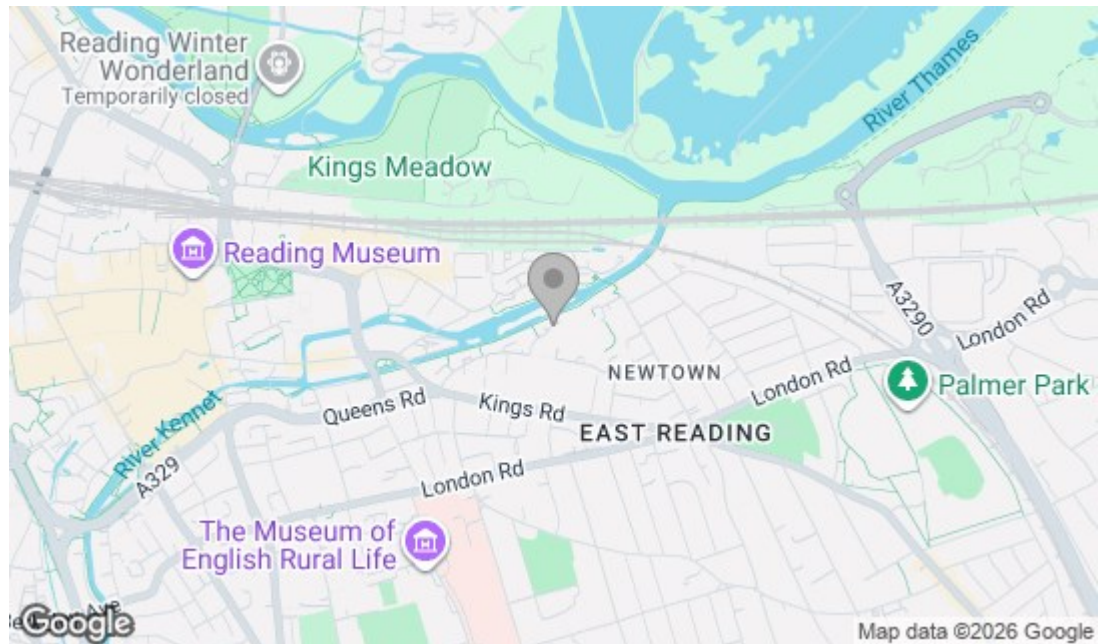 Reading Winter
Wonderland
Temporarily closed
River Thames
Kings Meadow
Reading Museum
A3290
London Rd
NEWTOWN
London Rd
Palmer Park
Queens Rd
Kings Rd
EAST READING
River Kennet
A329
London Rd
The Museum of
English Rural Life
Google
Map data ©2026 Google